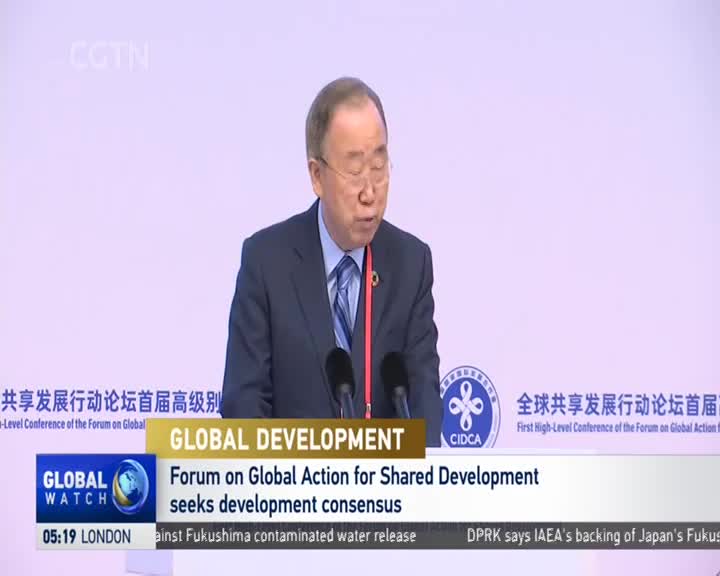 CGTN
共享发展行动论坛首届高级别
-Level Conference of the Forum on Global
CIDCA
全球共享发展行动论坛首届
First High-Level Conference of the Forum on Global Action f
GLOBAL DEVELOPMENT
Forum on Global Action for Shared Development
seeks development consensus
GLOBAL
WATCH
05:19 LONDON
ainst Fukushima contaminated water release
DPRK says IAEA's backing of Japan's Fukus